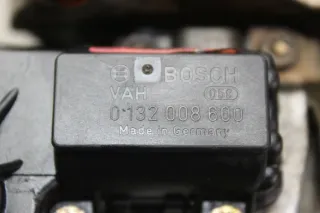 BOSCH
VAH
0 132 008 600
Made in Germany